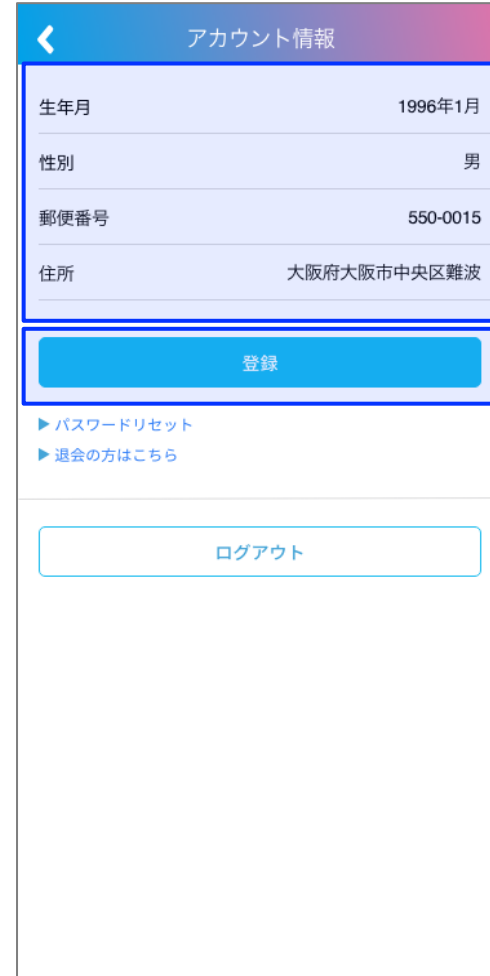 アカウント情報
生年月 1996年1月
性別 男
郵便番号 550-0015
住所 大阪府大阪市中央区難波
登録
▶ パスワードリセット
▶ 退会の方はこちら
ログアウト